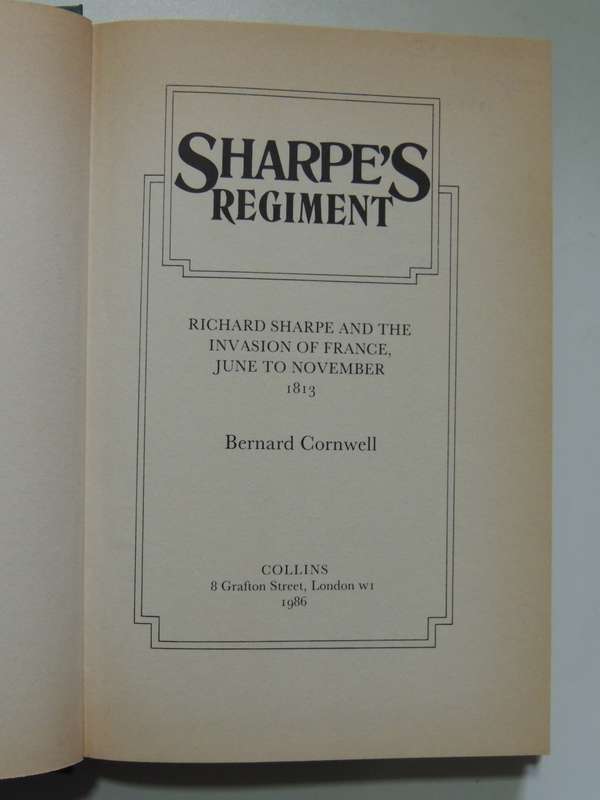 SHARPE'S
REGIMENT
RICHARD SHARPE AND THE
INVASION OF FRANCE,
JUNE TO NOVEMBER
1813
Bernard Cornwell
COLLINS
8 Grafton Street, London W1
1986